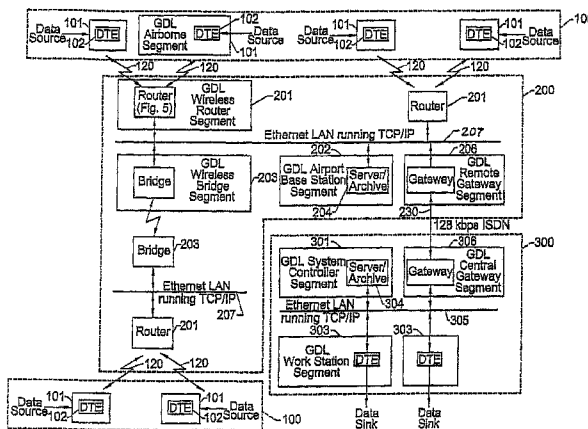 101
Data
Source
102
DTE
101
DTE
102
GDL
Airborne
Segment
DTE
102
Data
Source
101
101
Data
Source
102
DTE
101
DTE
102
Data
Source
10
120
120
120
120
Router
(Fig. 5)
GDL
Wireless
Router
Segment
201
Router
201
200
Ethernet LAN running TCP/IP
207
Bridge
GDL
Wireless
Bridge
Segment
203
202
GDL Airport
Base Station
Segment
Server/
Archive
204
206
Gateway
GDL
Remote
Gateway
Segment
230
128 kbps ISDN
Bridge
203
Ethernet LAN
running TCP/IP
207
Router
201
301
GDL System
Controller
Segment
Server/
Archive
304
306
Gateway
GDL
Central
Gateway
Segment
300
Ethernet LAN
running TCP/IP
305
303
GDL
Work Station
Segment
DTE
303
DTE
Data
Sink
Data
Sink
120
120
Data
Source
101
102
DTE
101
102
DTE
Data
Source
100